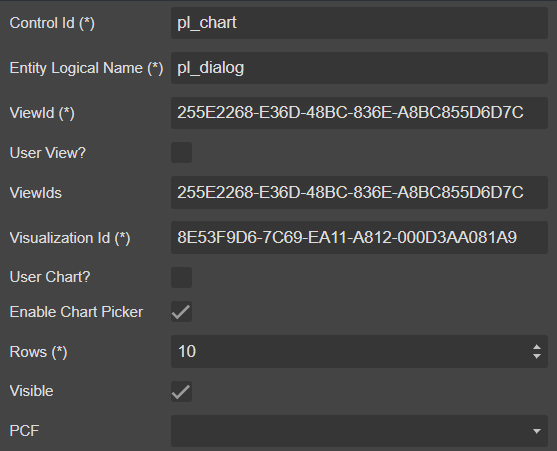 Control Id (*) pl_chart
Entity Logical Name (*) pl_dialog
ViewId (*) 255E2268-E36D-48BC-836E-A8BC855D6D7C
User View?
ViewIds 255E2268-E36D-48BC-836E-A8BC855D6D7C
Visualization Id (*) 8E53F9D6-7C69-EA11-A812-000D3AA081A9
User Chart?
Enable Chart Picker
Rows (*) 10
Visible
PCF